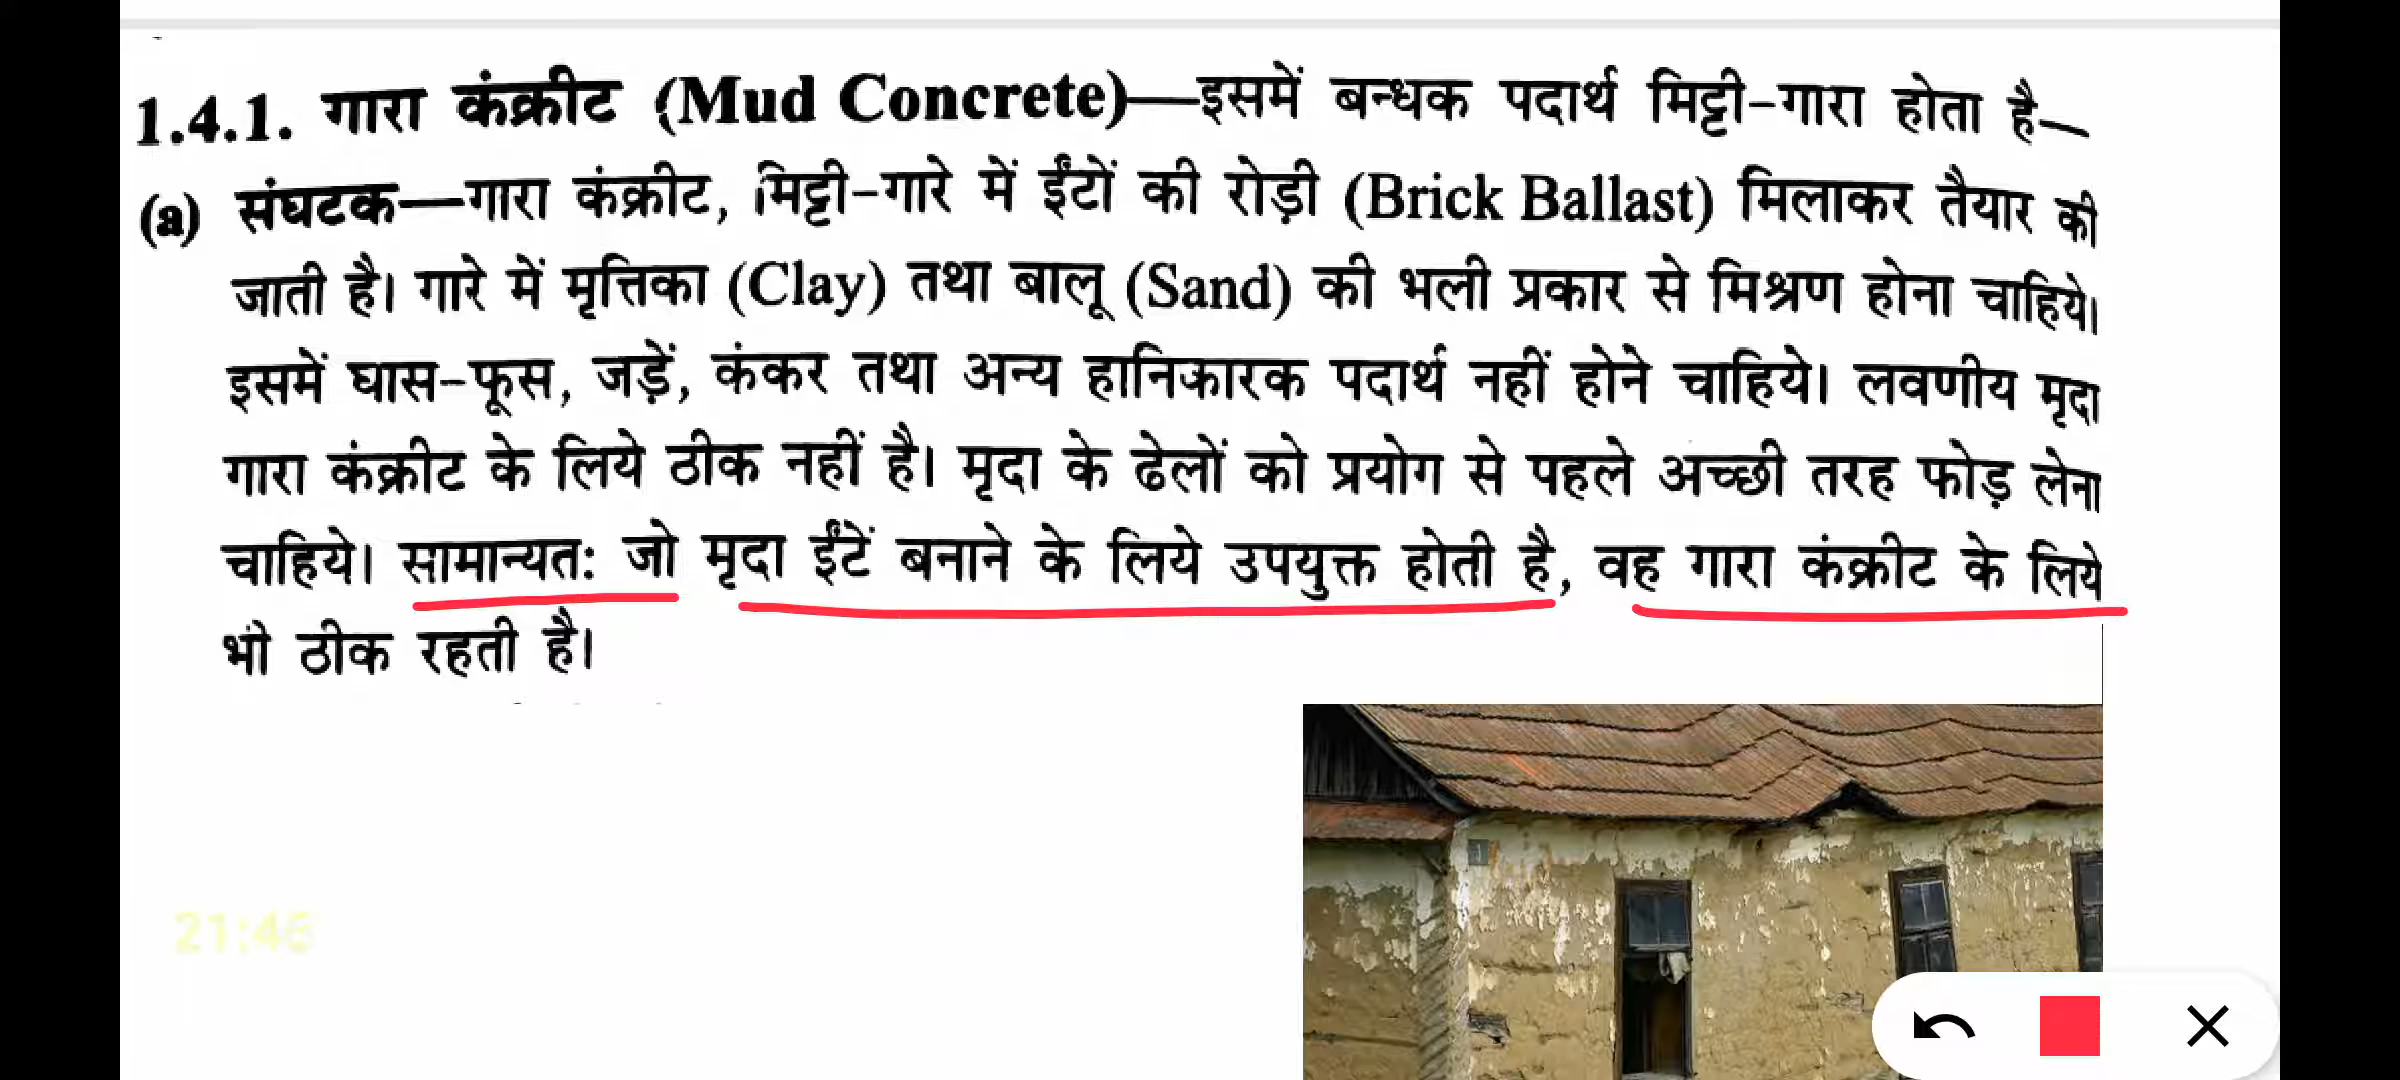 1.4.1. गारा कंक्रीट (Mud Concrete)—इसमें बन्धक पदार्थ मिट्टी-गारा होता है—
(a) संघटक—गारा कंक्रीट, मिट्टी-गारे में ईंटों की रोड़ी (Brick Ballast) मिलाकर तैयार की
जाती है। गारे में मृत्तिका (Clay) तथा बालू (Sand) की भली प्रकार से मिश्रण होना चाहिये।
इसमें घास-फूस, जड़ें, कंकर तथा अन्य हानिकारक पदार्थ नहीं होने चाहिये। लवणीय मृदा
गारा कंक्रीट के लिये ठीक नहीं है। मृदा के ढेलों को प्रयोग से पहले अच्छी तरह फोड़ लेना
चाहिये। सामान्यतः जो मृदा ईंटें बनाने के लिये उपयुक्त होती है, वह गारा कंक्रीट के लिये
भी ठीक रहती है।